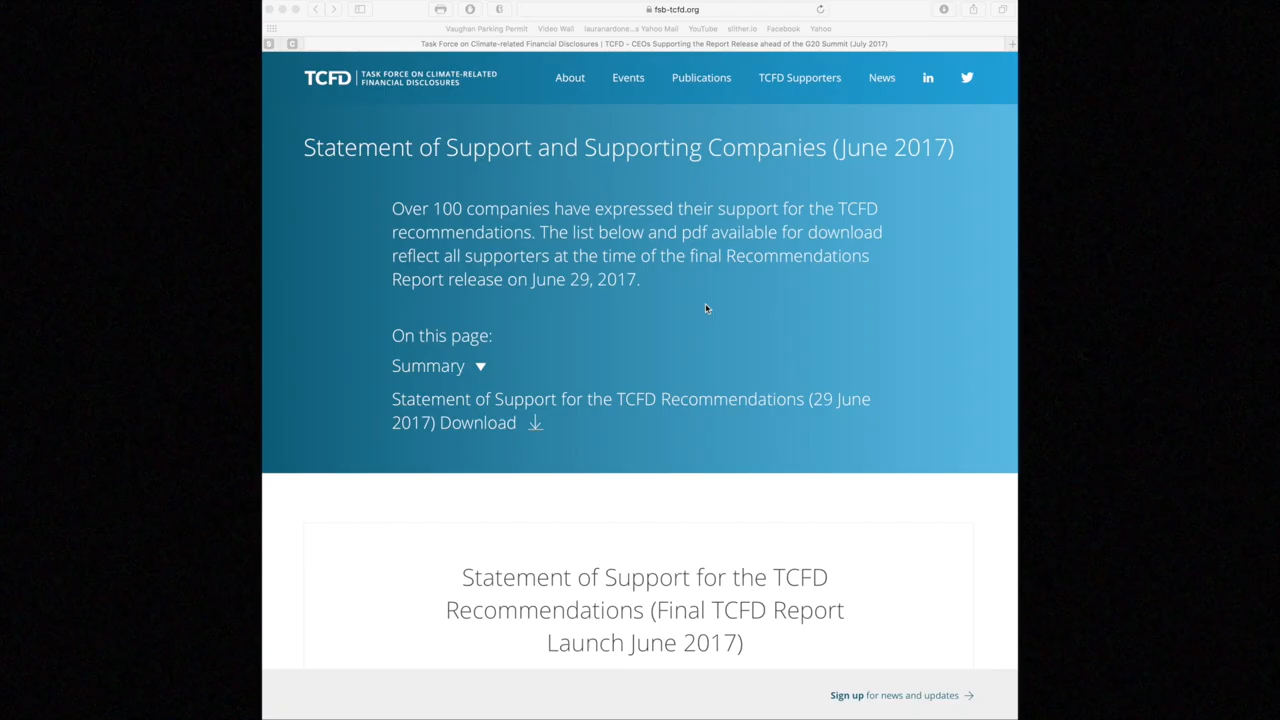 fsb-tcfd.org
Vaughan Parking Permit Video Wall lauranardone...s Yahoo Mail YouTube slither.io Facebook Yahoo
Task Force on Climate-related Financial Disclosures | TCFD - CEOs Supporting the Report Release ahead of the G20 Summit (July 2017)
TCFD TASK FORCE ON CLIMATE-RELATED
FINANCIAL DISCLOSURES
About Events Publications TCFD Supporters News in
Statement of Support and Supporting Companies (June 2017)
Over 100 companies have expressed their support for the TCFD
recommendations. The list below and pdf available for download
reflect all supporters at the time of the final Recommendations
Report release on June 29, 2017.
On this page:
Summary
Statement of Support for the TCFD Recommendations (29 June
2017) Download
Statement of Support for the TCFD
Recommendations (Final TCFD Report
Launch June 2017)
Sign up for news and updates